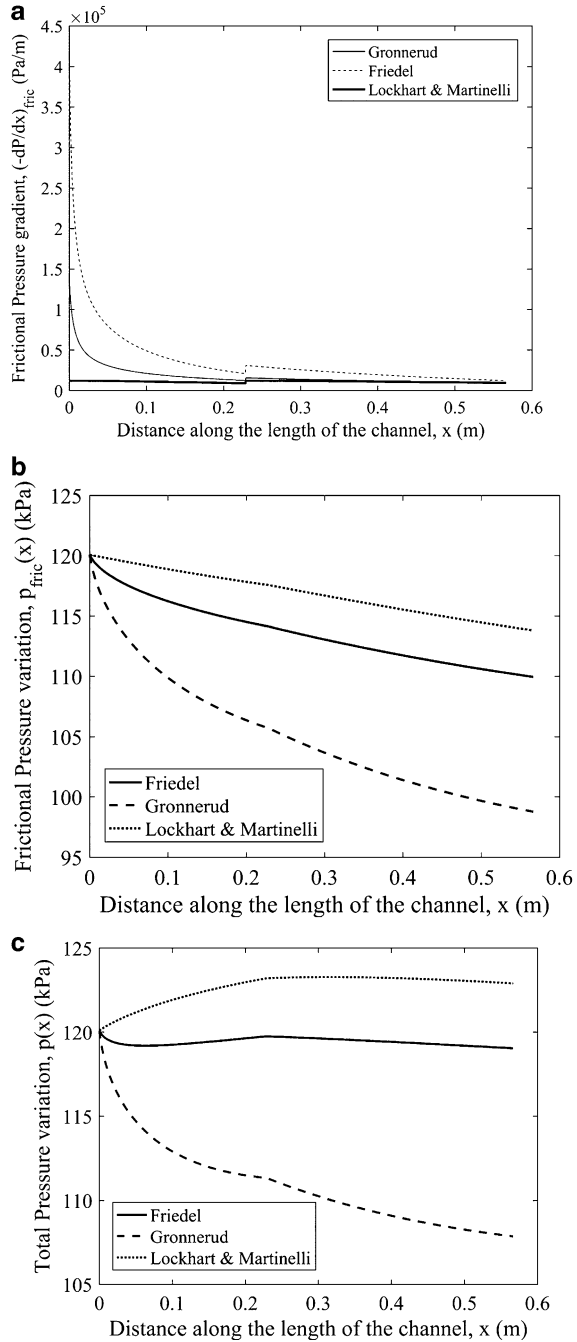 a
×10⁵
4.5
4
3.5
3
2.5
2
1.5
1
0.5
0
Frictional Pressure gradient, (-dP/dx)fric (Pa/m)
Gronnerud
Friedel
Lockhart & Martinelli
0 0.1 0.2 0.3 0.4 0.5 0.6
Distance along the length of the channel, x (m)
b
125
120
115
110
105
100
95
Frictional Pressure variation, pfric(x) (kPa)
Friedel
Gronnerud
Lockhart & Martinelli
0 0.1 0.2 0.3 0.4 0.5 0.6
Distance along the length of the channel, x (m)
c
125
120
115
110
105
Total Pressure variation, p(x) (kPa)
Friedel
Gronnerud
Lockhart & Martinelli
0 0.1 0.2 0.3 0.4 0.5 0.6
Distance along the length of the channel, x (m)